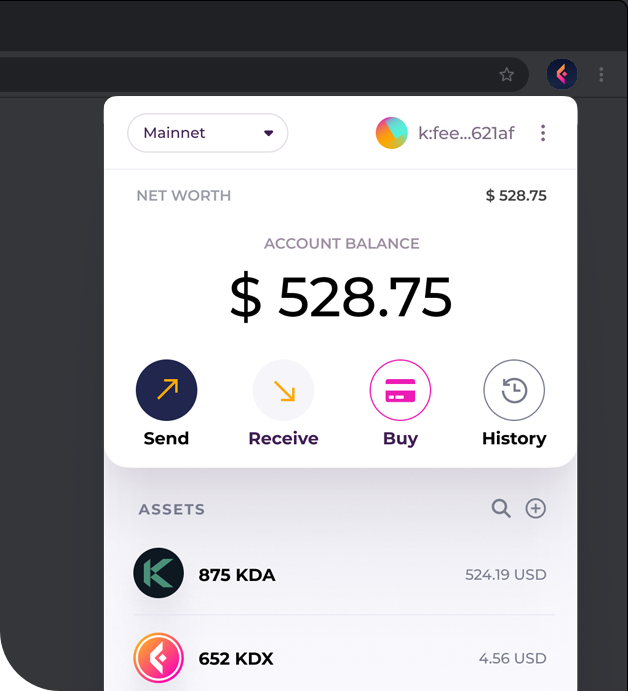 Mainnet
k:fee...621af
NET WORTH
$ 528.75
ACCOUNT BALANCE
$ 528.75
Send
Receive
Buy
History
ASSETS
875 KDA
524.19 USD
652 KDX
4.56 USD